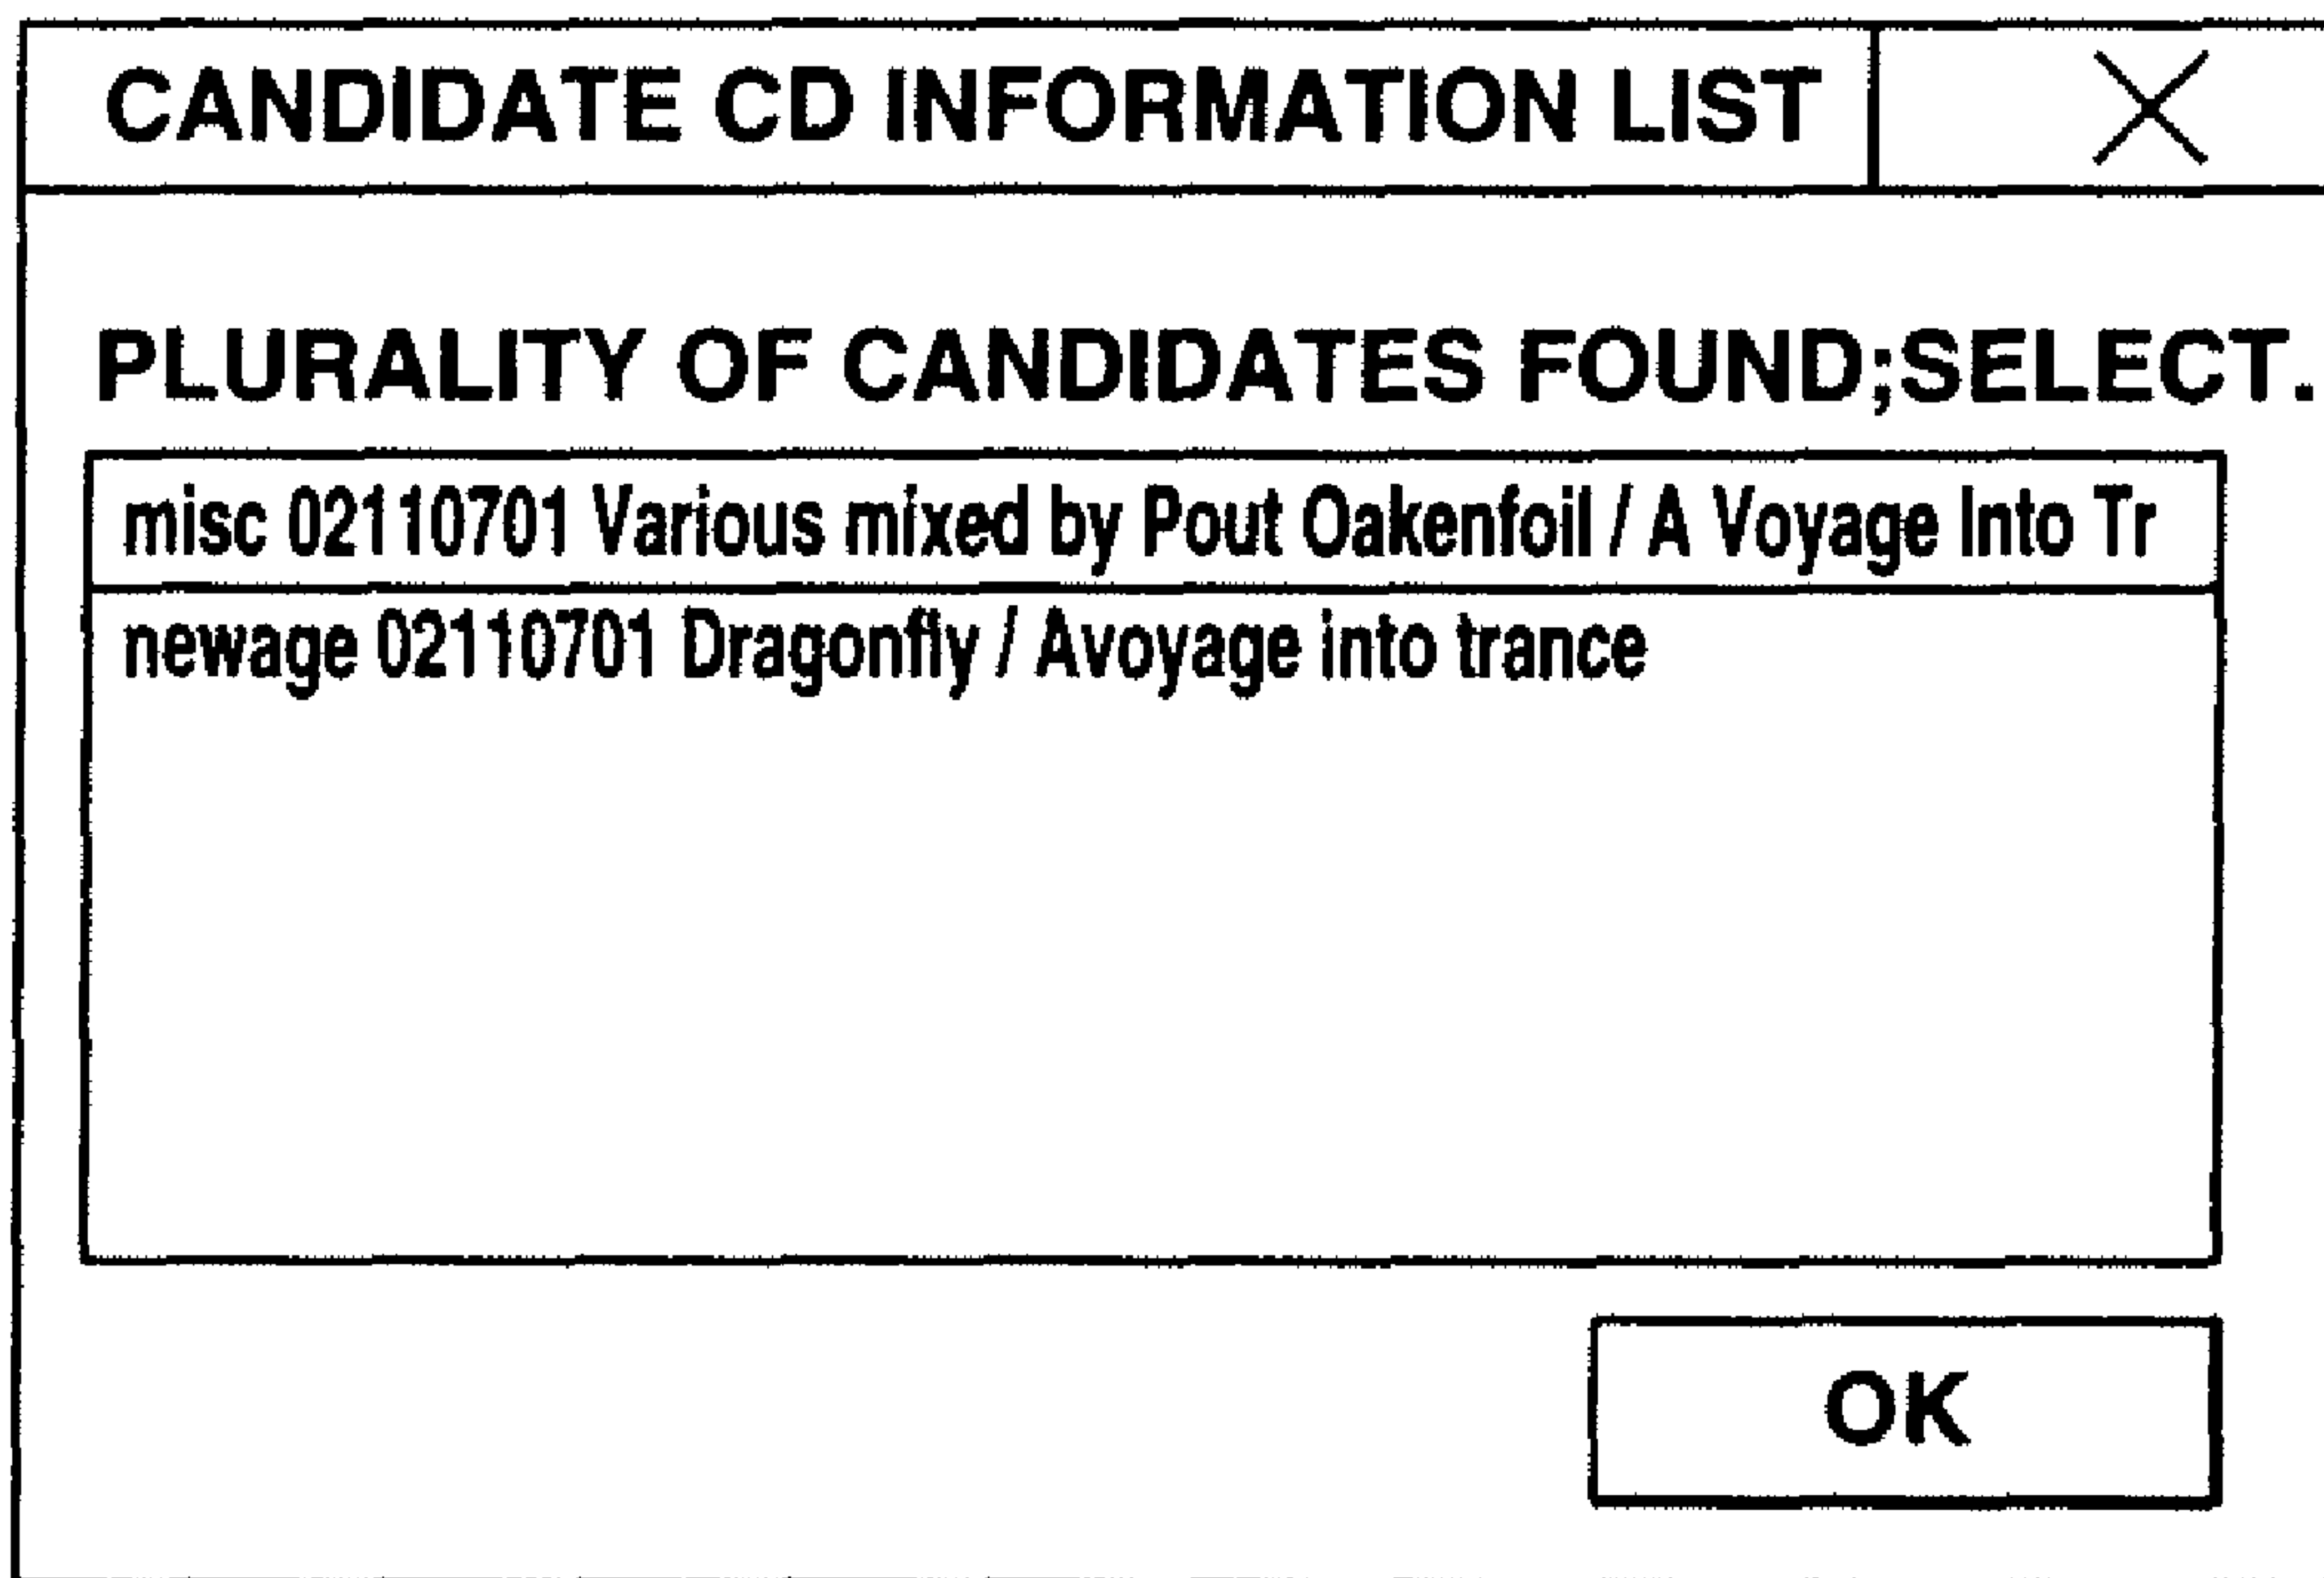 CANDIDATE CD INFORMATION LIST
PLURALITY OF CANDIDATES FOUND;SELECT.
misc 02110701 Various mixed by Pout Oakenfoil / A Voyage Into Tr
newage 02110701 Dragonfly / Avoyage into trance
OK